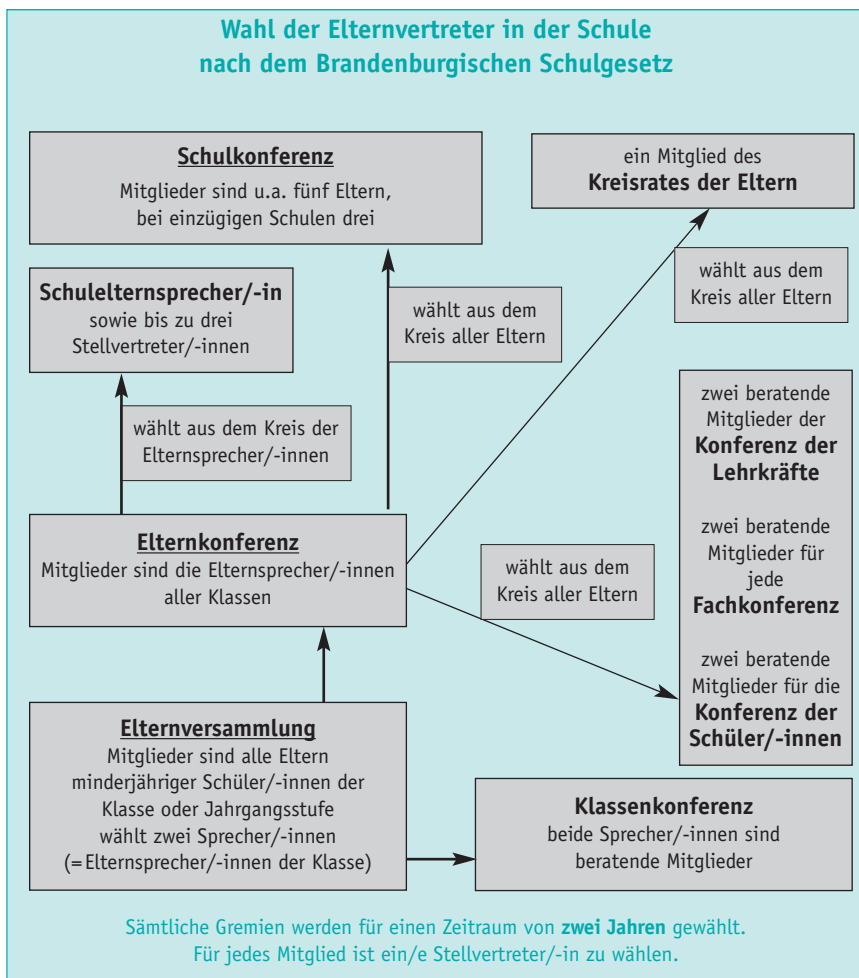 Wahl der Elternvertreter in der Schule
nach dem Brandenburgischen Schulgesetz
Schulkonferenz
Mitglieder sind u.a. fünf Eltern,
bei einzügigen Schulen drei
ein Mitglied des
Kreisrates der Eltern
Schulelternsprecher/-in
sowie bis zu drei
Stellvertreter/-innen
wählt aus dem
Kreis aller Eltern
wählt aus dem
Kreis aller Eltern
wählt aus dem Kreis der
Elternsprecher/-innen
zwei beratende
Mitglieder der
Konferenz der
Lehrkräfte
zwei beratende
Mitglieder für
jede
Fachkonferenz
zwei beratende
Mitglieder für die
Konferenz der
Schüler/-innen
Elternkonferenz
Mitglieder sind die Elternsprecher/-innen
aller Klassen
wählt aus dem
Kreis aller Eltern
Elternversammlung
Mitglieder sind alle Eltern
minderjähriger Schüler/-innen der
Klasse oder Jahrgangsstufe
wählt zwei Sprecher/-innen
(=Elternsprecher/-innen der Klasse)
Klassenkonferenz
beide Sprecher/-innen sind
beratende Mitglieder
Sämtliche Gremien werden für einen Zeitraum von zwei Jahren gewählt.
Für jedes Mitglied ist ein/e Stellvertreter/-in zu wählen.